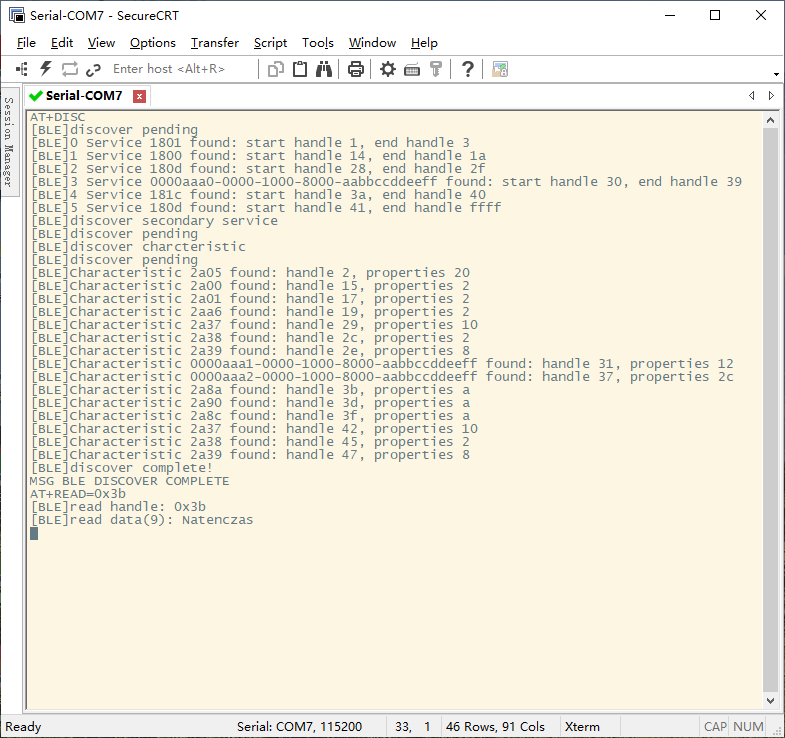 Serial-COM7 - SecureCRT
File Edit View Options Transfer Script Tools Window Help
Enter host <Alt+R>
Session Manager
Serial-COM7
AT+DISC
[BLE]discover pending
[BLE]0 Service 1801 found: start handle 1, end handle 3
[BLE]1 Service 1800 found: start handle 14, end handle 1a
[BLE]2 Service 180d found: start handle 28, end handle 2f
[BLE]3 Service 0000aaa0-0000-1000-8000-aabbccddeeff found: start handle 30, end handle 39
[BLE]4 Service 181c found: start handle 3a, end handle 40
[BLE]5 Service 180d found: start handle 41, end handle ffff
[BLE]discover secondary service
[BLE]discover pending
[BLE]discover charcteristic
[BLE]discover pending
[BLE]Characteristic 2a05 found: handle 2, properties 20
[BLE]Characteristic 2a00 found: handle 15, properties 2
[BLE]Characteristic 2a01 found: handle 17, properties 2
[BLE]Characteristic 2aa6 found: handle 19, properties 2
[BLE]Characteristic 2a37 found: handle 29, properties 10
[BLE]Characteristic 2a38 found: handle 2c, properties 2
[BLE]Characteristic 2a39 found: handle 2e, properties 8
[BLE]Characteristic 0000aaa1-0000-1000-8000-aabbccddeeff found: handle 31, properties 12
[BLE]Characteristic 0000aaa2-0000-1000-8000-aabbccddeeff found: handle 37, properties 2c
[BLE]Characteristic 2a8a found: handle 3b, properties a
[BLE]Characteristic 2a90 found: handle 3d, properties a
[BLE]Characteristic 2a8c found: handle 3f, properties a
[BLE]Characteristic 2a37 found: handle 42, properties 10
[BLE]Characteristic 2a38 found: handle 45, properties 2
[BLE]Characteristic 2a39 found: handle 47, properties 8
[BLE]discover complete!
MSG BLE DISCOVER COMPLETE
AT+READ=0x3b
[BLE]read handle: 0x3b
[BLE]read data(9): Natenczas
Ready Serial: COM7, 115200 33, 1 46 Rows, 91 Cols Xterm CAP NUM